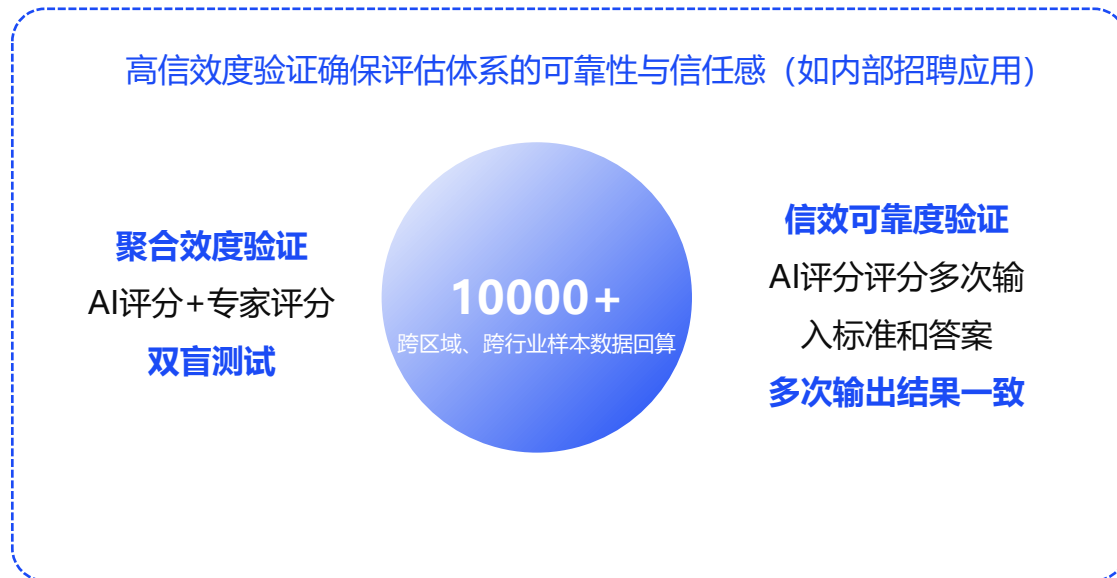 高信效度验证确保评估体系的可靠性与信任感（如内部招聘应用）
聚合效度验证
AI评分+专家评分
双盲测试
10000+
跨区域、跨行业样本数据回算
信效可靠度验证
AI评分评分多次输
入标准和答案
多次输出结果一致